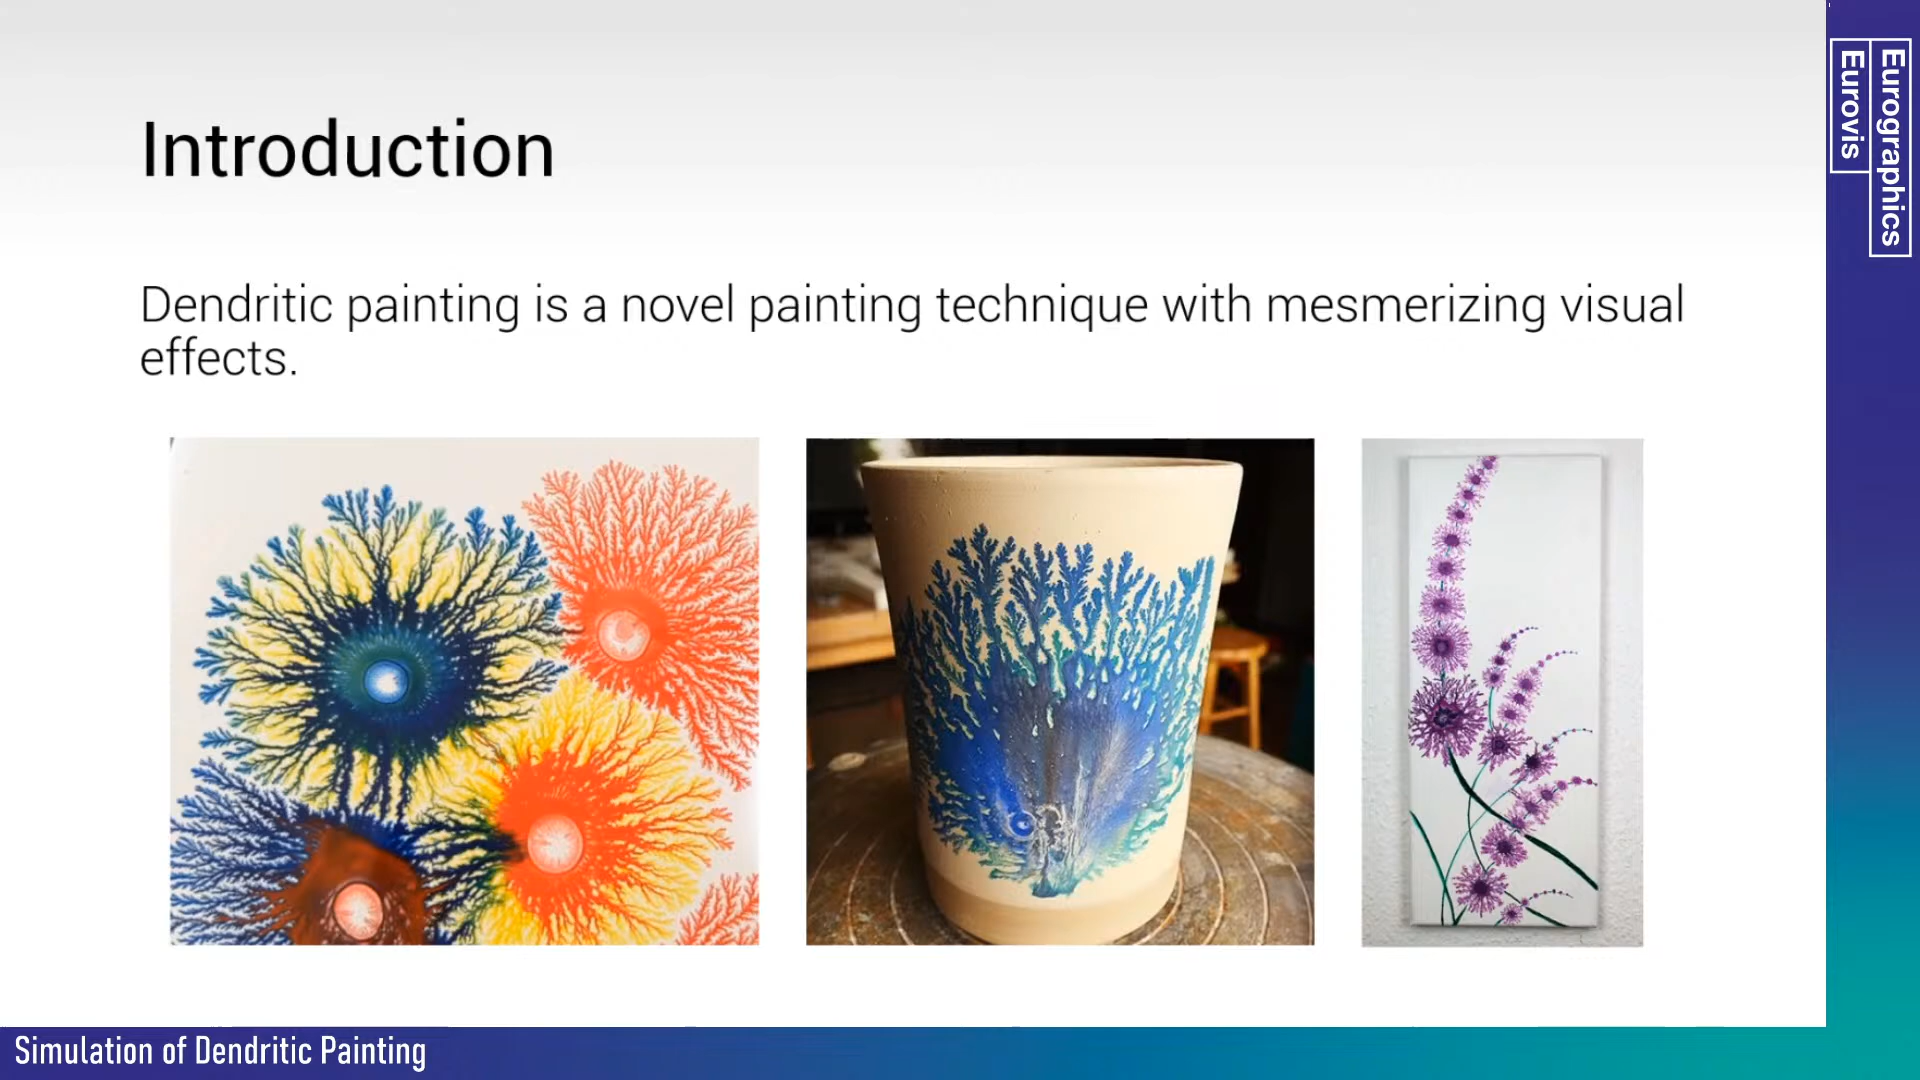 Introduction
Dendritic painting is a novel painting technique with mesmerizing visual
effects.
Eurographics
Eurovis
Simulation of Dendritic Painting